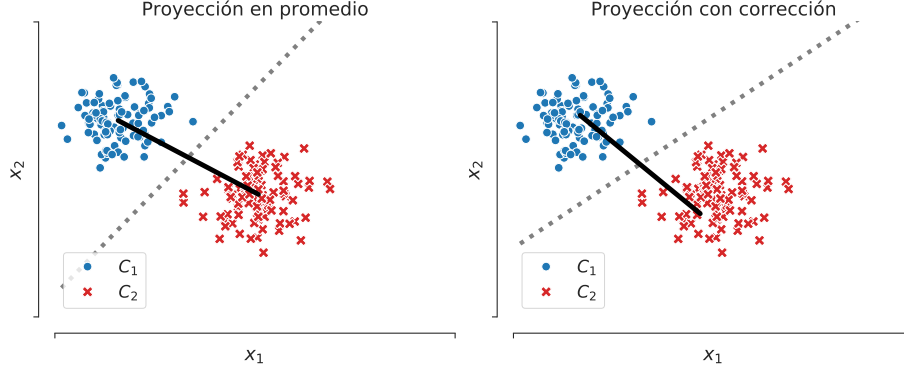 Proyección en promedio
x₂
C₁
C₂
x₁
Proyección con corrección
x₂
C₁
C₂
x₁